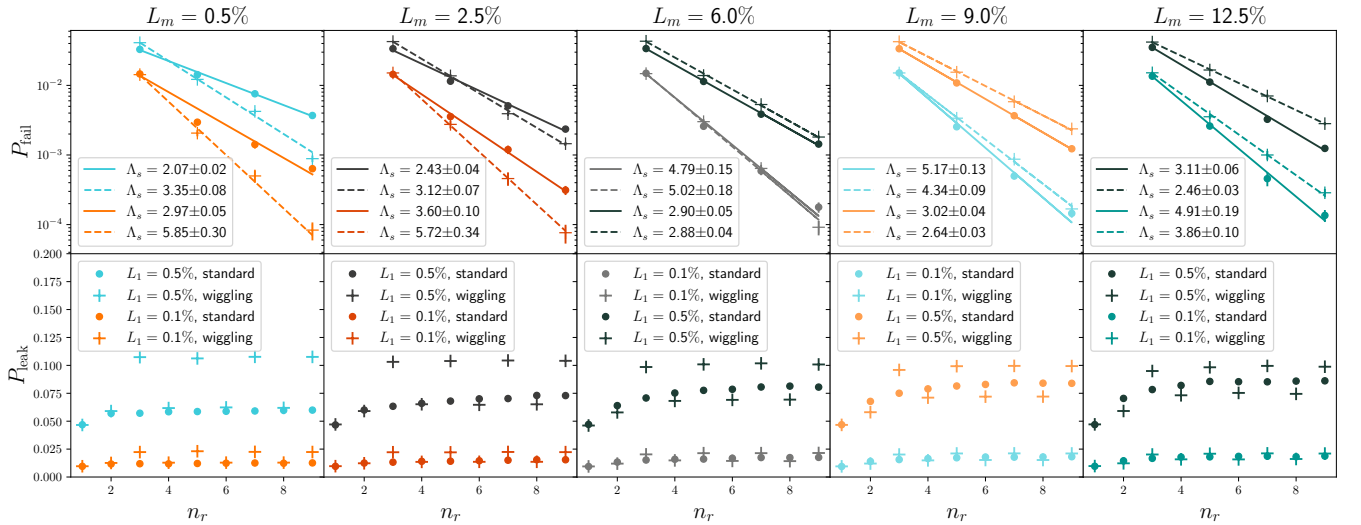 L_m = 0.5%
L_m = 2.5%
L_m = 6.0%
L_m = 9.0%
L_m = 12.5%
P_fail
10^{-2}
10^{-3}
10^{-4}
Λ_s = 2.07±0.02
Λ_s = 3.35±0.08
Λ_s = 2.97±0.05
Λ_s = 5.85±0.30
Λ_s = 2.43±0.04
Λ_s = 3.12±0.07
Λ_s = 3.60±0.10
Λ_s = 5.72±0.34
Λ_s = 4.79±0.15
Λ_s = 5.02±0.18
Λ_s = 2.90±0.05
Λ_s = 2.88±0.04
Λ_s = 5.17±0.13
Λ_s = 4.34±0.09
Λ_s = 3.02±0.04
Λ_s = 2.64±0.03
Λ_s = 3.11±0.06
Λ_s = 2.46±0.03
Λ_s = 4.91±0.19
Λ_s = 3.86±0.10
P_leak
0.200
0.175
0.150
0.125
0.100
0.075
0.050
0.025
0.000
L_1 = 0.5%, standard
L_1 = 0.5%, wiggling
L_1 = 0.1%, standard
L_1 = 0.1%, wiggling
L_1 = 0.5%, standard
L_1 = 0.5%, wiggling
L_1 = 0.1%, standard
L_1 = 0.1%, wiggling
L_1 = 0.1%, standard
L_1 = 0.1%, wiggling
L_1 = 0.5%, standard
L_1 = 0.5%, wiggling
L_1 = 0.1%, standard
L_1 = 0.1%, wiggling
L_1 = 0.5%, standard
L_1 = 0.5%, wiggling
L_1 = 0.5%, standard
L_1 = 0.5%, wiggling
L_1 = 0.1%, standard
L_1 = 0.1%, wiggling
2 4 6 8
2 4 6 8
2 4 6 8
2 4 6 8
2 4 6 8
n_r
n_r
n_r
n_r
n_r